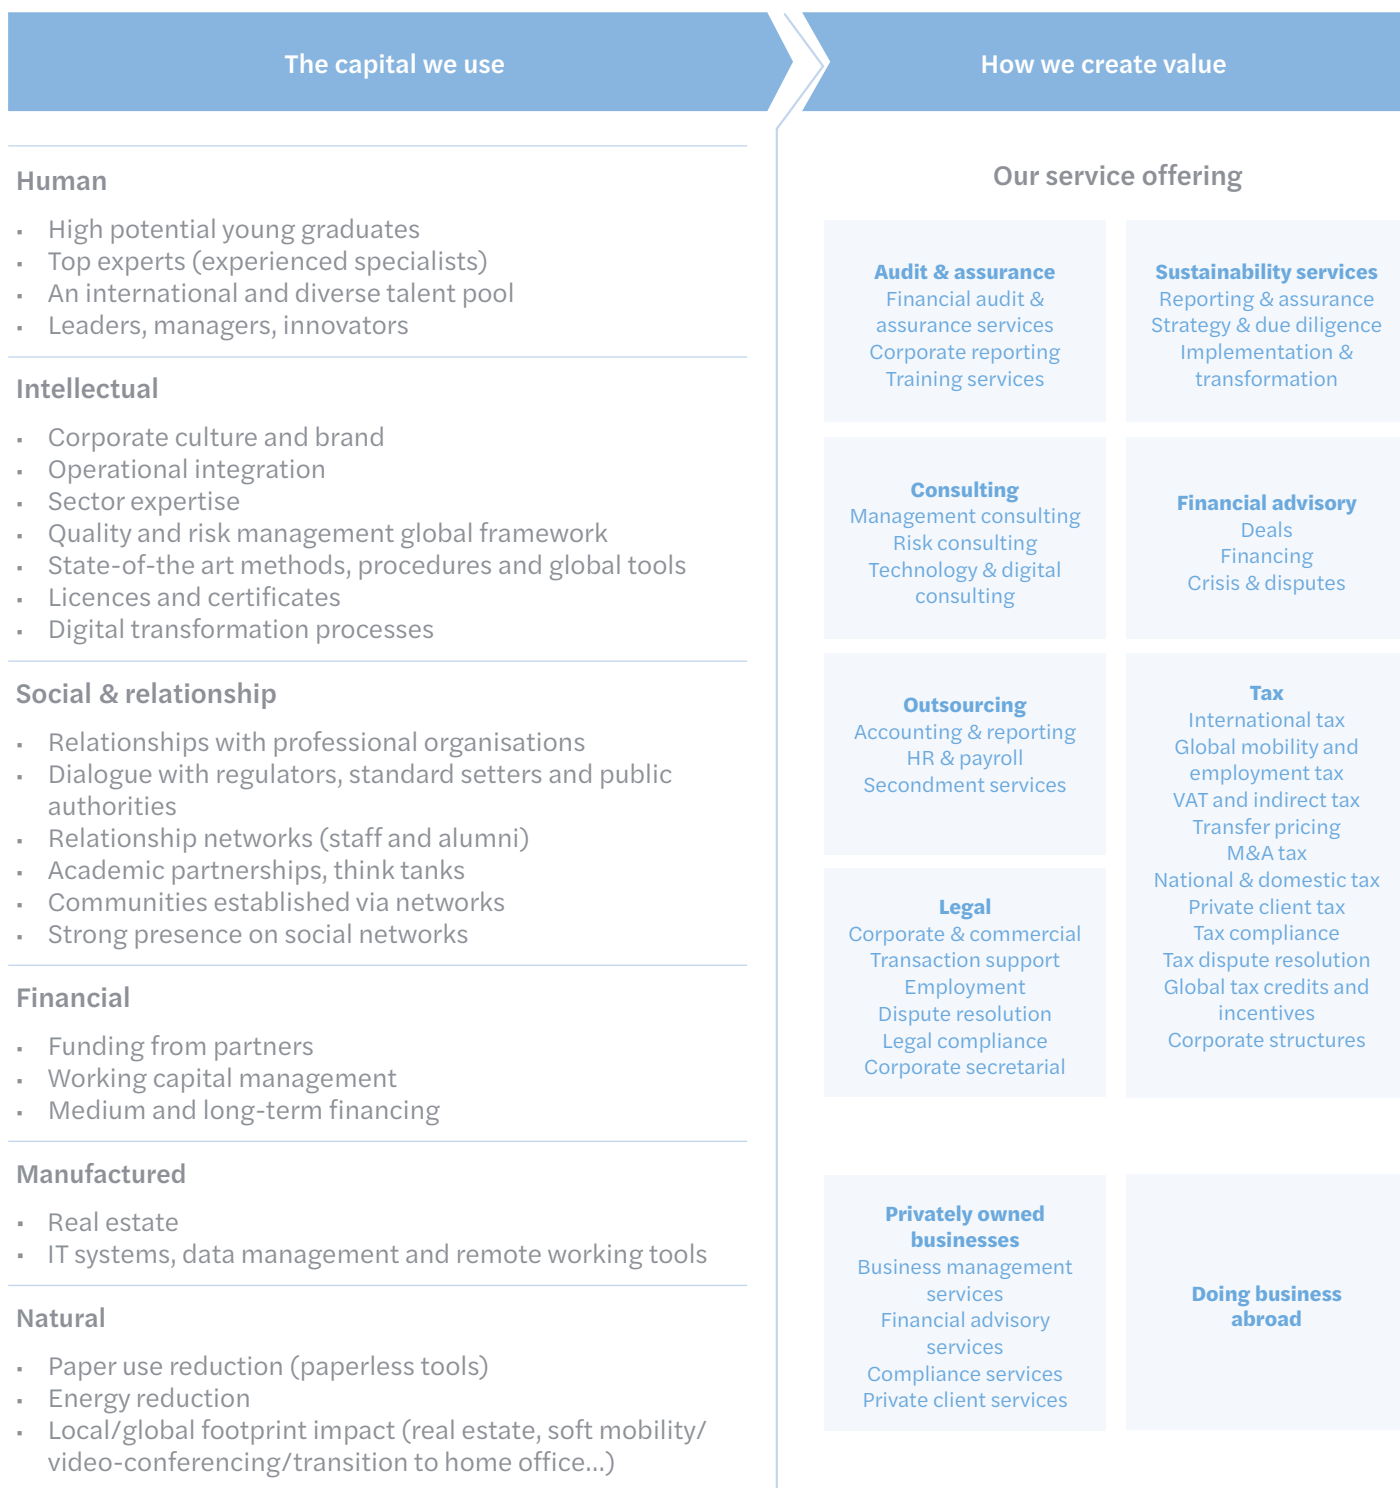 The capital we use
Human
· High potential young graduates
· Top experts (experienced specialists)
· An international and diverse talent pool
· Leaders, managers, innovators
Intellectual
· Corporate culture and brand
· Operational integration
· Sector expertise
· Quality and risk management global framework
· State-of-the art methods, procedures and global tools
· Licences and certificates
· Digital transformation processes
Social & relationship
· Relationships with professional organisations
· Dialogue with regulators, standard setters and public
authorities
· Relationship networks (staff and alumni)
· Academic partnerships, think tanks
· Communities established via networks
· Strong presence on social networks
Financial
· Funding from partners
· Working capital management
· Medium and long-term financing
Manufactured
· Real estate
· IT systems, data management and remote working tools
Natural
· Paper use reduction (paperless tools)
· Energy reduction
· Local/global footprint impact (real estate, soft mobility/
video-conferencing/transition to home office...)
How we create value
Our service offering
Audit & assurance
Financial audit &
assurance services
Corporate reporting
Training services
Sustainability services
Reporting & assurance
Strategy & due diligence
Implementation &
transformation
Consulting
Management consulting
Risk consulting
Technology & digital
consulting
Financial advisory
Deals
Financing
Crisis & disputes
Outsourcing
Accounting & reporting
HR & payroll
Secondment services
Tax
International tax
Global mobility and
employment tax
VAT and indirect tax
Transfer pricing
M&A tax
National & domestic tax
Private client tax
Tax compliance
Tax dispute resolution
Global tax credits and
incentives
Corporate structures
Legal
Corporate & commercial
Transaction support
Employment
Dispute resolution
Legal compliance
Corporate secretarial
Privately owned
businesses
Business management
services
Financial advisory
services
Compliance services
Private client services
Doing business
abroad